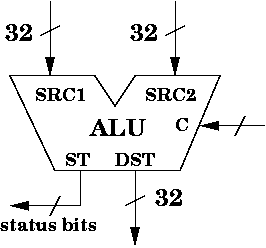 32 32
SRC1 SRC2
ALU C
ST DST
32
status bits